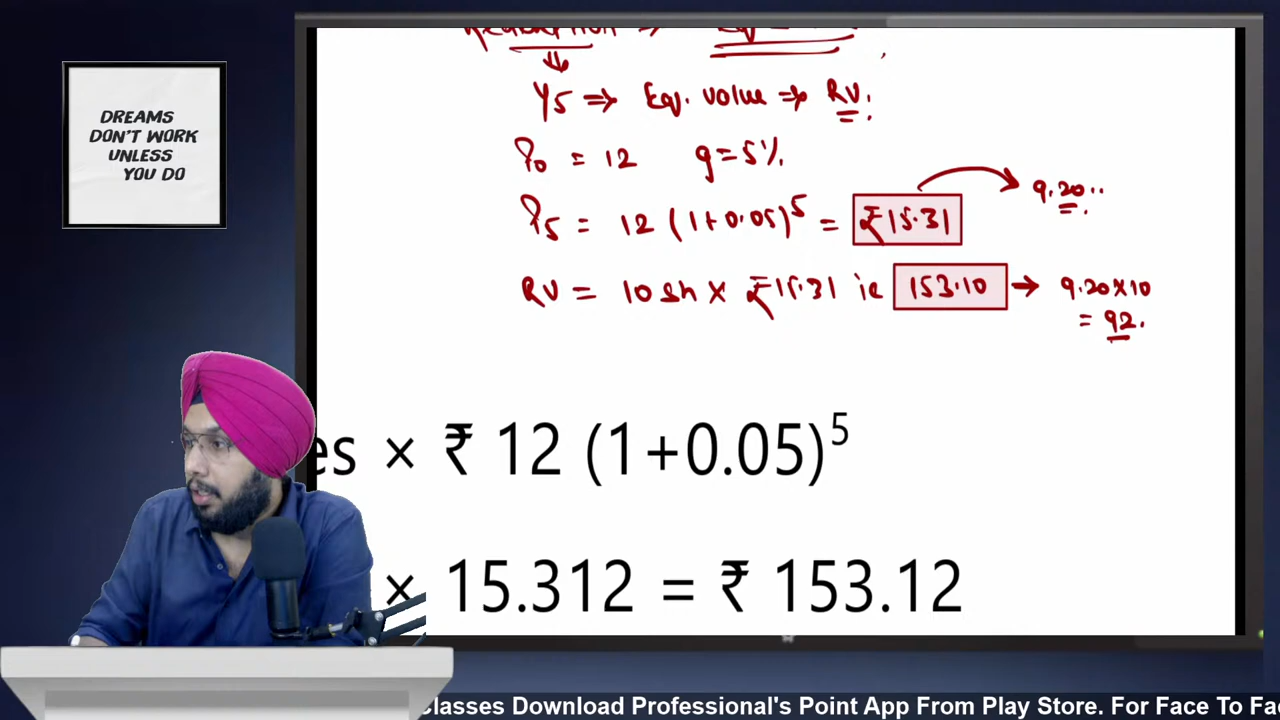 DREAMS
DON'T WORK
UNLESS
YOU DO
Y5 ⇒ Eq. value ⇒ RV.
P0 = 12 g = 5%
P5 = 12 (1+0.05)^5 = ₹15.31 → 9.20..
RV = 10 sh × ₹15.31 ie 153.10 → 9.20×10
= 92.
es × ₹ 12 (1+0.05)^5
× 15.312 = ₹ 153.12
Classes Download Professional's Point App From Play Store. For Face To Fa